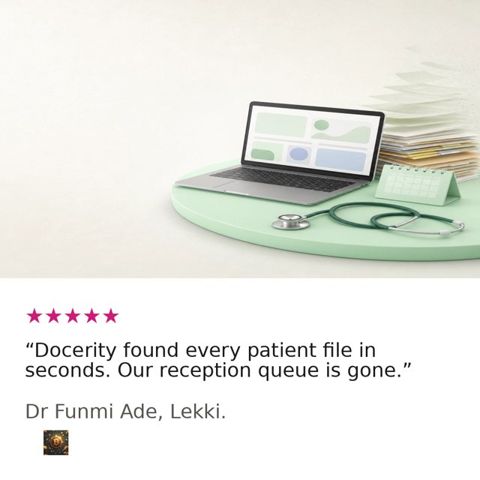 ★★★★★
“Docerity found every patient file in
seconds. Our reception queue is gone.”
Dr Funmi Ade, Lekki.